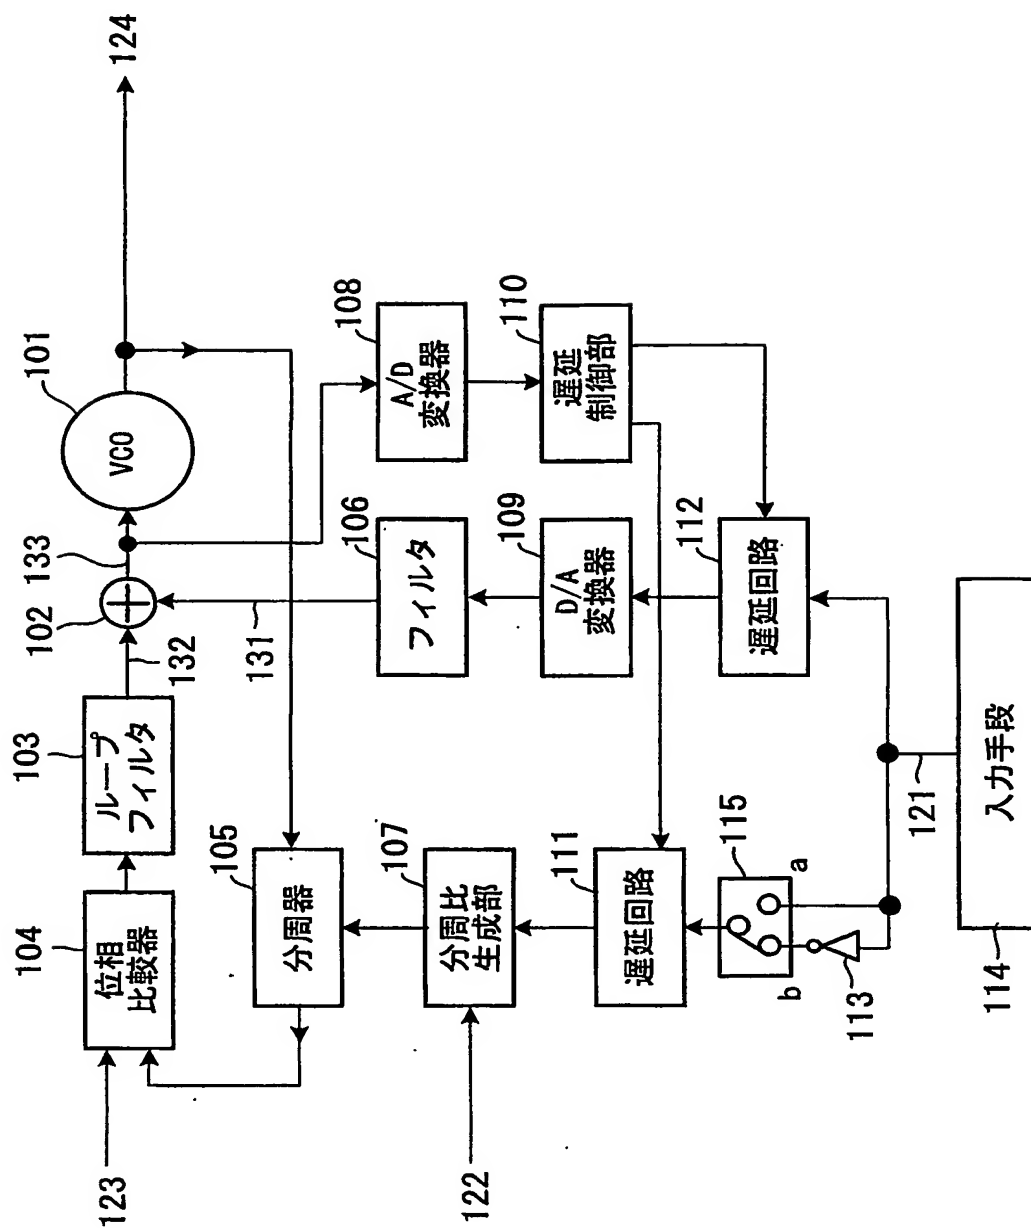 123
104
位相
比較器
103
ループ
フィルタ
132
102
133
101
VCO
124
131
105
分周器
106
フィルタ
108
A/D
変換器
122
107
分周比
生成部
109
D/A
変換器
110
遅延
制御部
111
遅延回路
112
遅延回路
115
a
b
113
121
114
入力手段